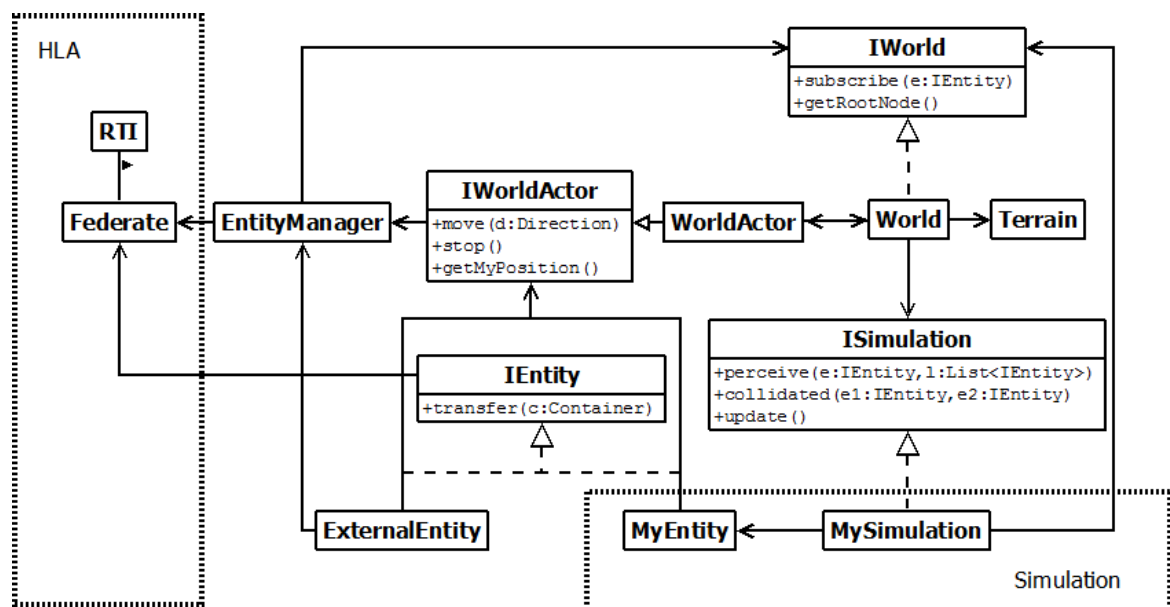 HLA
IWorld
+subscribe(e:IEntity)
+getRootNode()
RTI
IWorldActor
+move(d:Direction)
+stop()
+getMyPosition()
Federate
EntityManager
WorldActor
World
Terrain
ISimulation
+perceive(e:IEntity,l:List<IEntity>)
+collidated(e1:IEntity,e2:IEntity)
+update()
IEntity
+transfer(c:Container)
ExternalEntity
MyEntity
MySimulation
Simulation